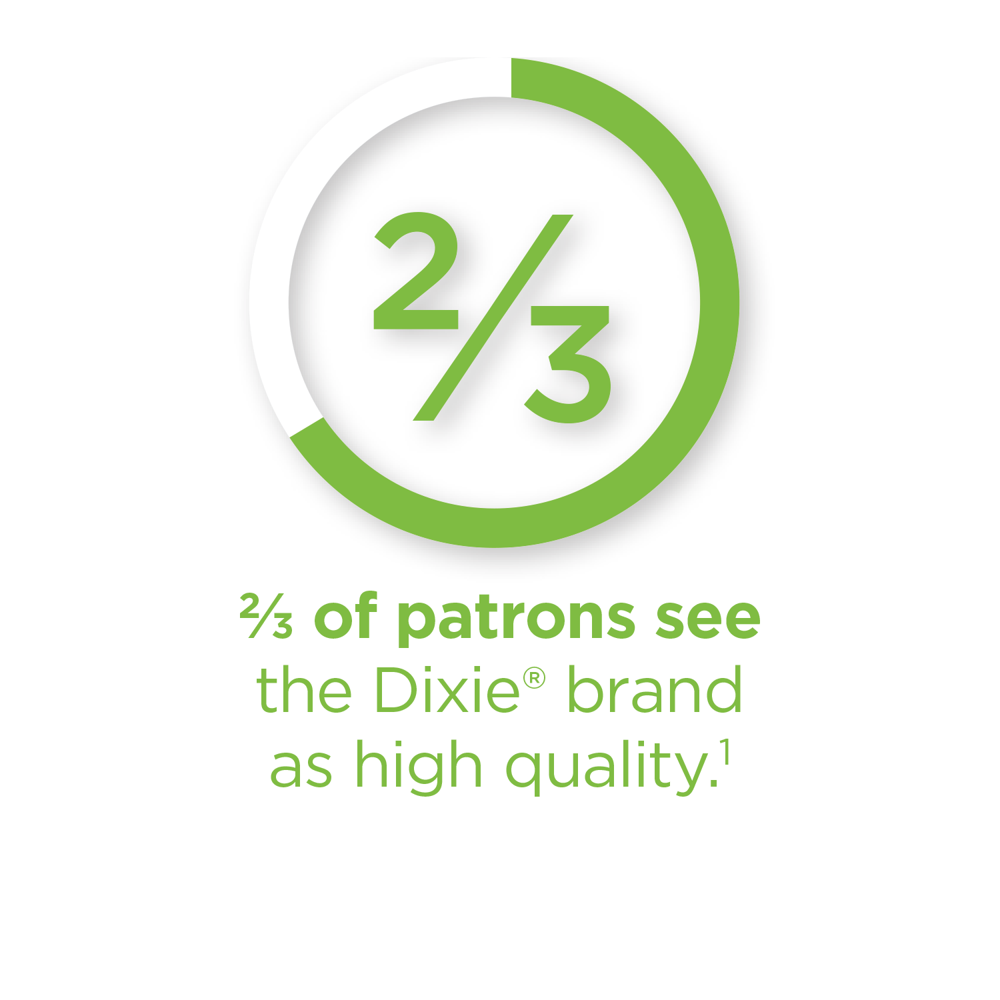 2/3
⅔ of patrons see
the Dixie® brand
as high quality.¹